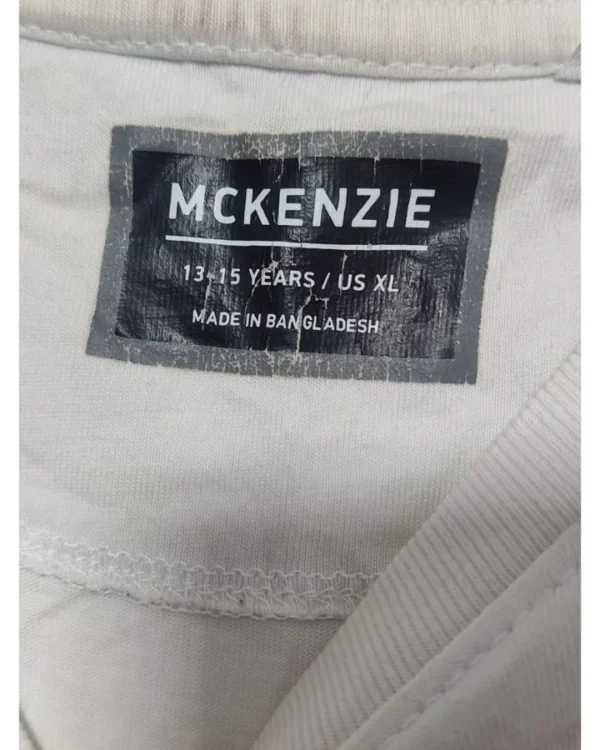 MCKENZIE
13-15 YEARS / US XL
MADE IN BANGLADESH